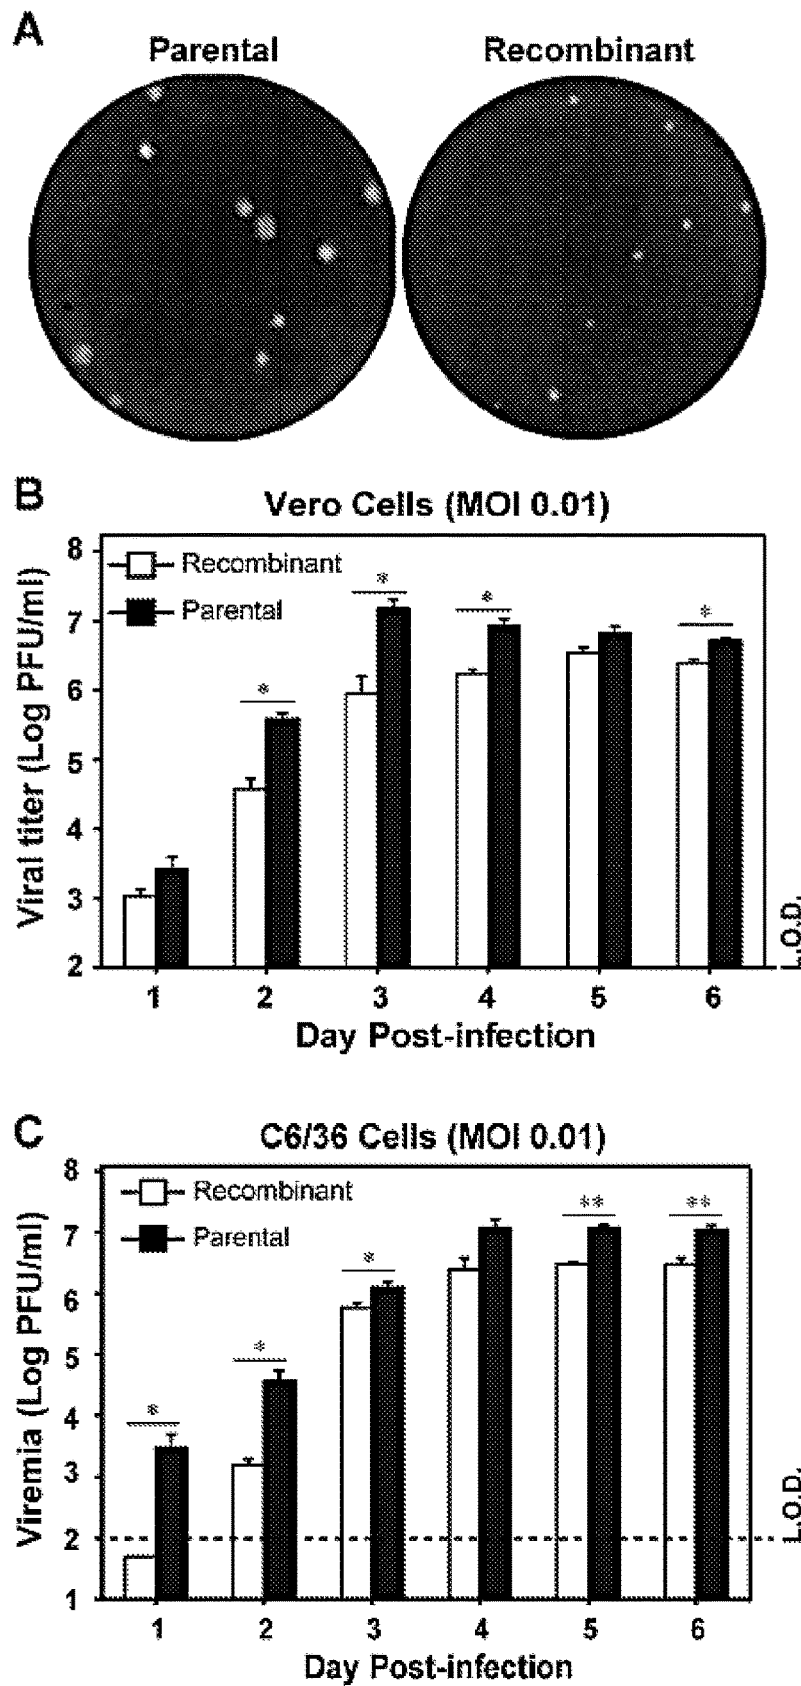 A
Parental
Recombinant
B
Vero Cells (MOI 0.01)
Viral titer (Log PFU/ml)
8
7
6
5
4
3
2
Recombinant
Parental
*
*
*
*
L.O.D.
1 2 3 4 5 6
Day Post-infection
C
C6/36 Cells (MOI 0.01)
Viremia (Log PFU/ml)
8
7
6
5
4
3
2
1
Recombinant
Parental
*
*
*
**
**
L.O.D.
1 2 3 4 5 6
Day Post-infection